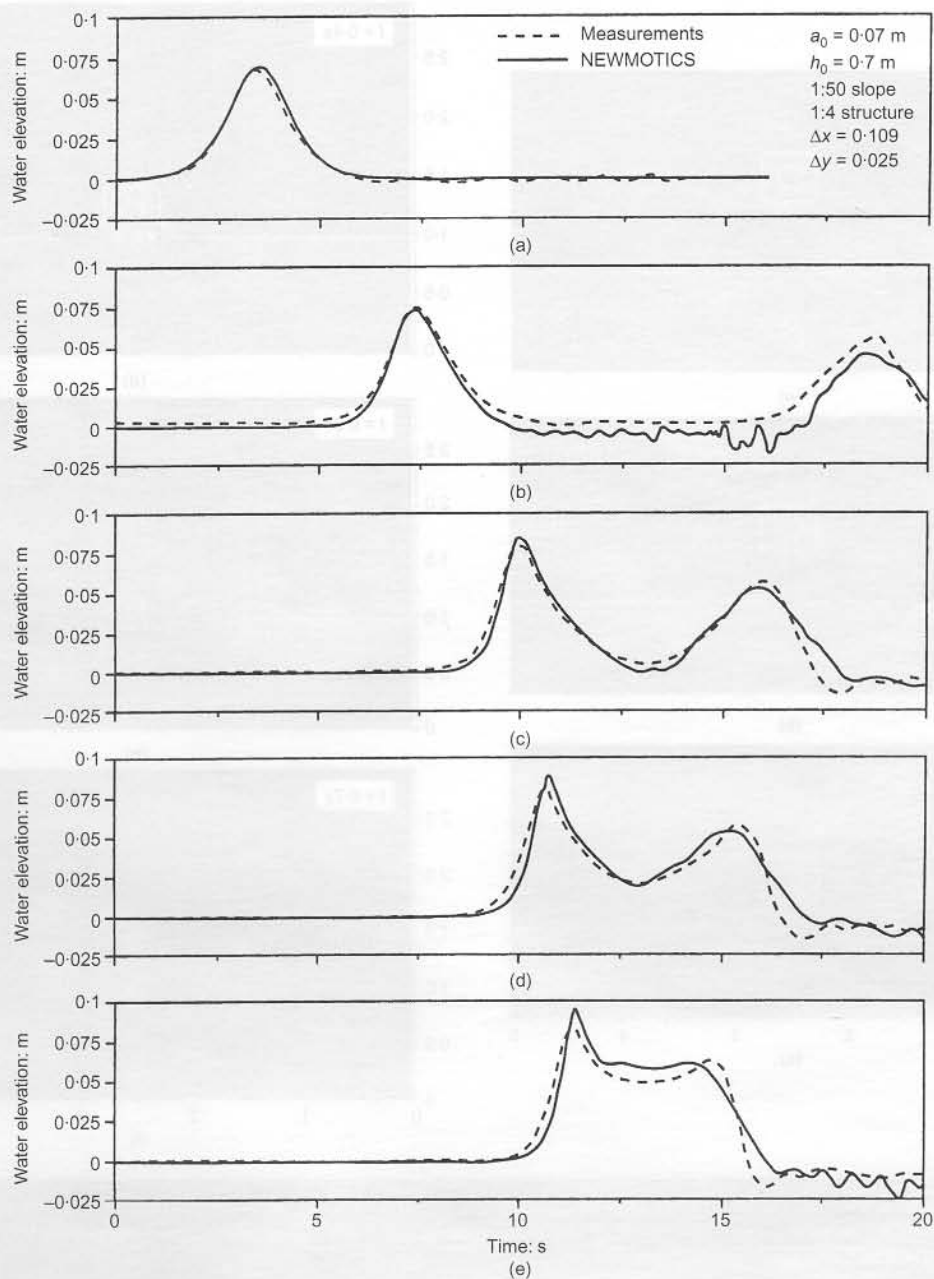 0·1
0·075
0·05
0·025
0
–0·025
Water elevation: m
Measurements
NEWMOTICS
a0 = 0·07 m
h0 = 0·7 m
1:50 slope
1:4 structure
Δx = 0·109
Δy = 0·025
(a)
0·1
0·075
0·05
0·025
0
–0·025
Water elevation: m
(b)
0·1
0·075
0·05
0·025
0
–0·025
Water elevation: m
(c)
0·1
0·075
0·05
0·025
0
–0·025
Water elevation: m
(d)
0·1
0·075
0·05
0·025
0
–0·025
Water elevation: m
0 5 10 15 20
Time: s
(e)